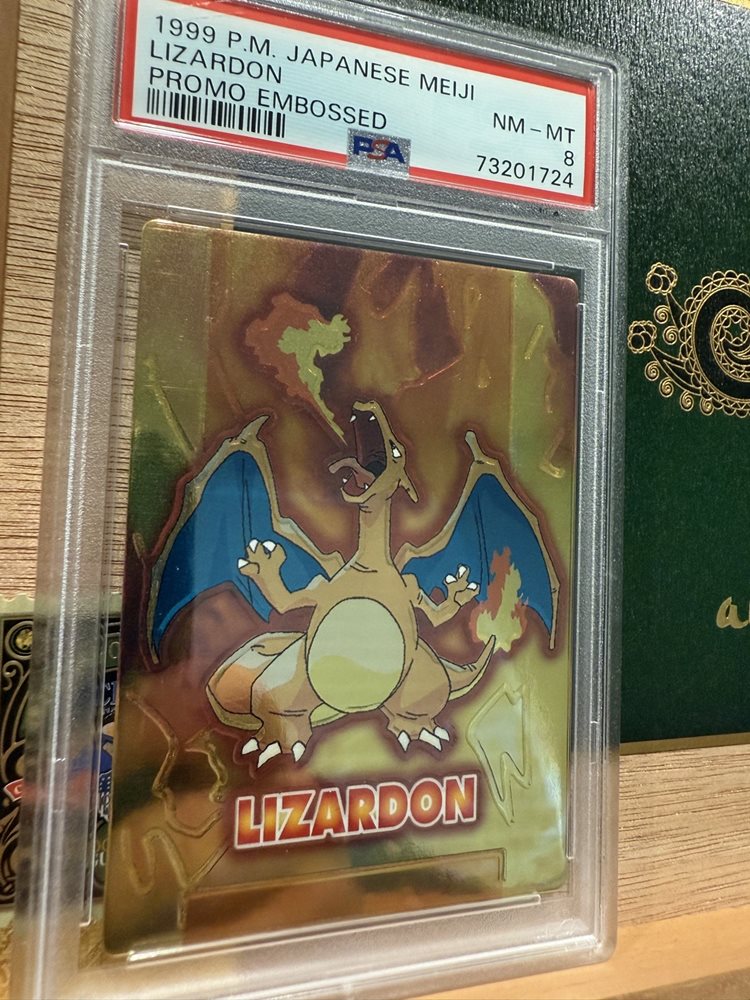 1999 P.M. JAPANESE MEIJI
LIZARDON
PROMO EMBOSSED
NM - MT
8
PSA
73201724
LIZARDON